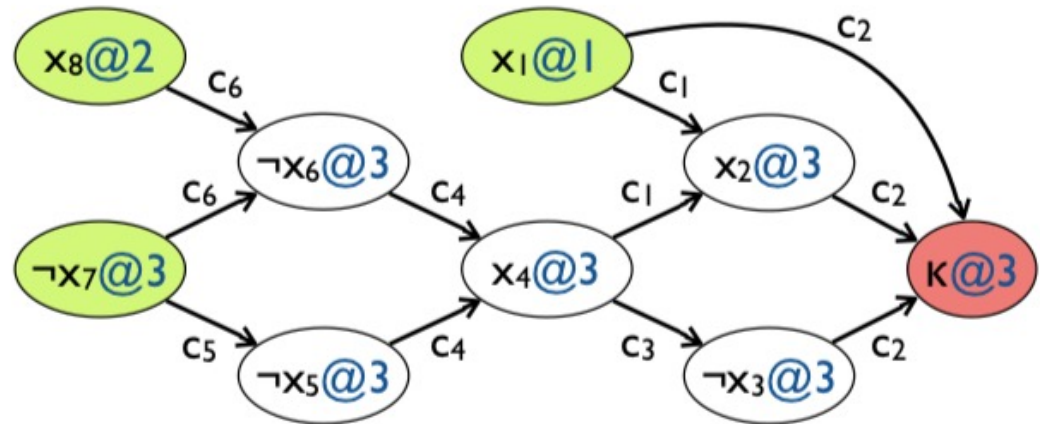 x₈@2
x₁@1
c₂
c₆
c₁
¬x₆@3
x₂@3
c₆
c₄
c₁
c₂
¬x₇@3
x₄@3
κ@3
c₅
c₄
c₃
c₂
¬x₅@3
¬x₃@3